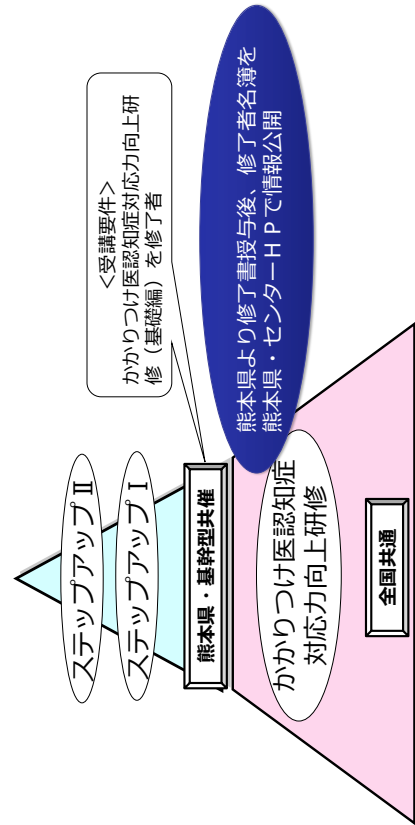 ステップアップⅡ
ステップアップⅠ
熊本県・基幹型共催
＜受講要件＞
かかりつけ医認知症対応力向上研
修（基礎編）を修了者
熊本県より修了書授与後、修了者名簿を
熊本県・センターＨＰで情報公開
かかりつけ医認知症
対応力向上研修
全国共通